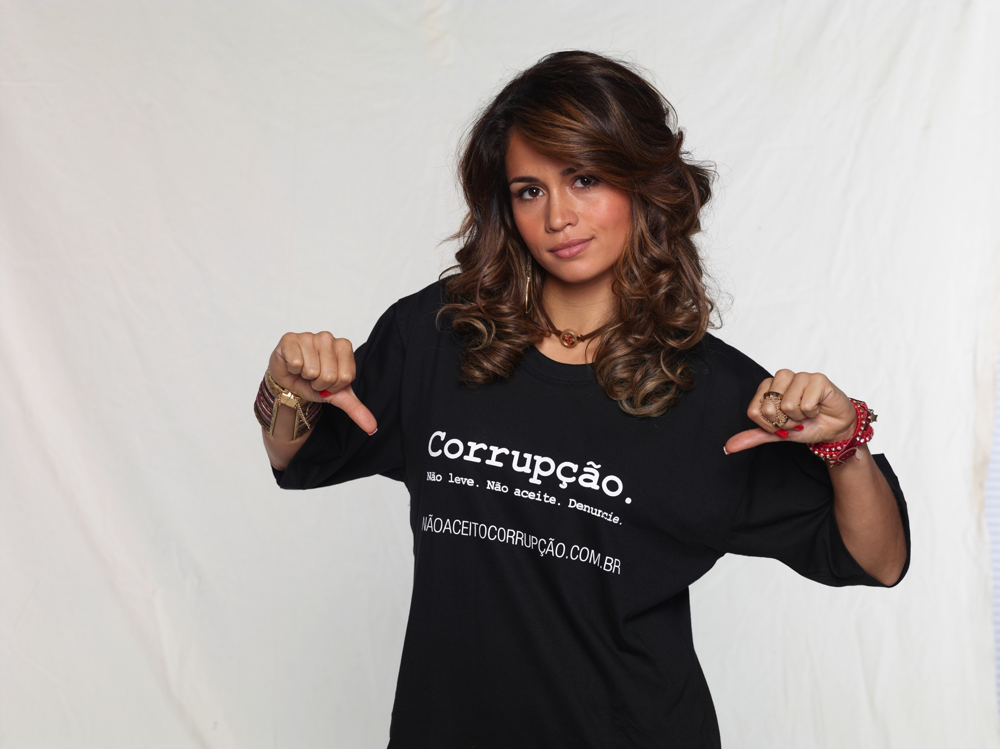 Corrupção.
Não leve. Não aceite. Denuncie.
NÃOACEITOCORRUPÇÃO.COM.BR